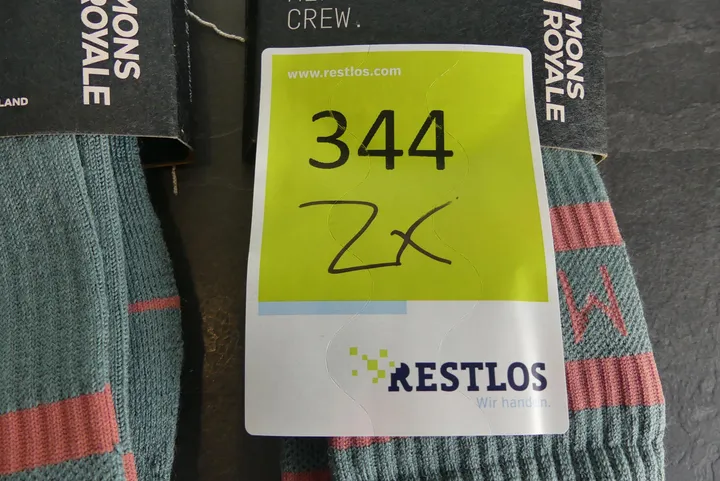 MONS
ROYALE
LAND
CREW.
MONS
ROYALE
www.restlos.com
344
2x
RESTLOS
Wir handeln.